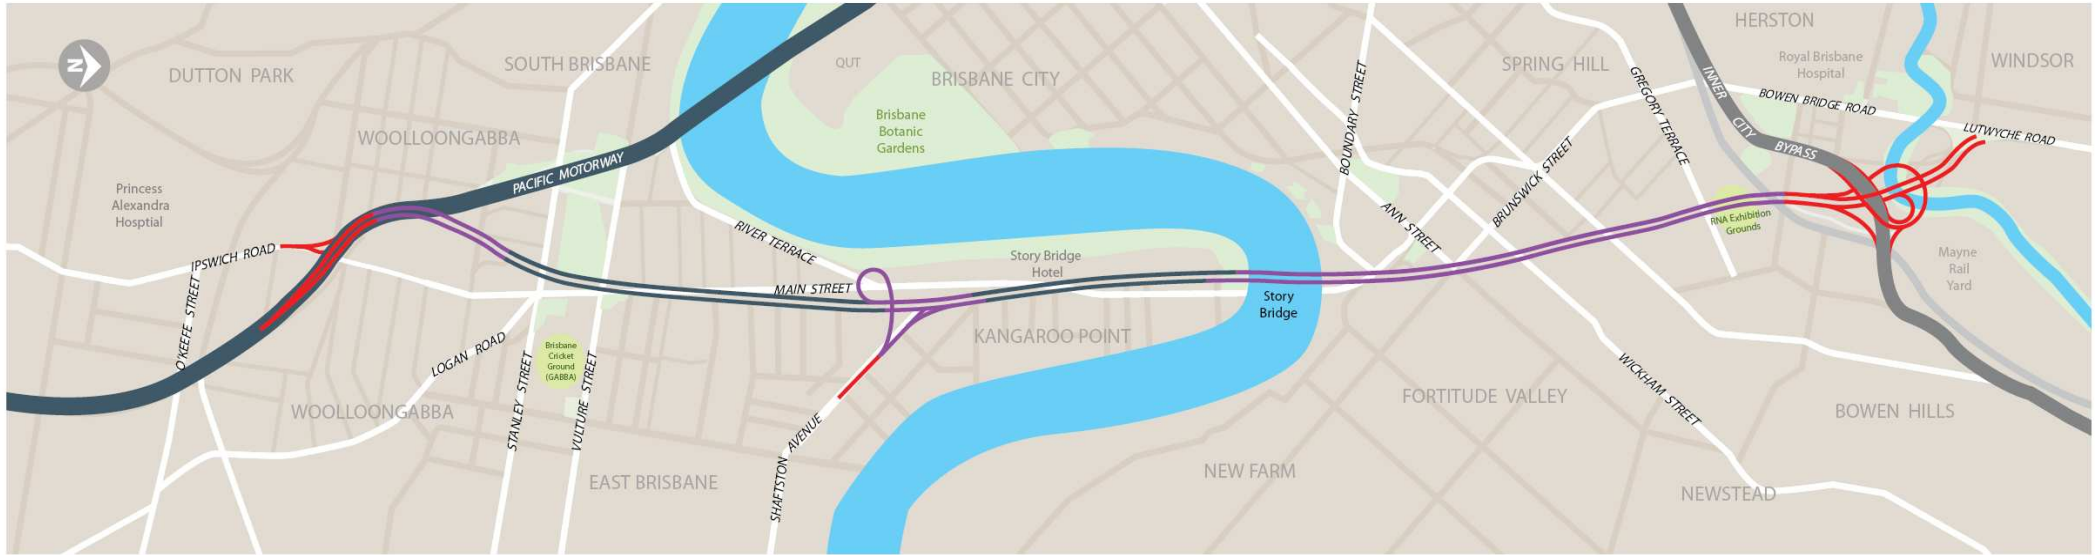 N
DUTTON PARK
SOUTH BRISBANE
QUT
BRISBANE CITY
Brisbane
Botanic
Gardens
SPRING HILL
HERSTON
Royal Brisbane
Hospital
WINDSOR
BOUNDARY STREET
GREGORY TERRACE
INNER
CITY
BYPASS
BOWEN BRIDGE ROAD
LUTWYCHE ROAD
WOOLLOONGABBA
PACIFIC MOTORWAY
Princess
Alexandra
Hosptial
IPSWICH ROAD
O'KEEFE STREET
RIVER TERRACE
MAIN STREET
Story Bridge
Hotel
ANN STREET
BRUNSWICK STREET
RNA Exhibition
Grounds
Mayne
Rail
Yard
Story
Bridge
KANGAROO POINT
LOGAN ROAD
Brisbane
Cricket
Ground
(GABBA)
STANLEY STREET
VULTURE STREET
WOOLLOONGABBA
SHAFTSTON AVENUE
EAST BRISBANE
NEW FARM
FORTITUDE VALLEY
WICKHAM STREET
BOWEN HILLS
NEWSTEAD